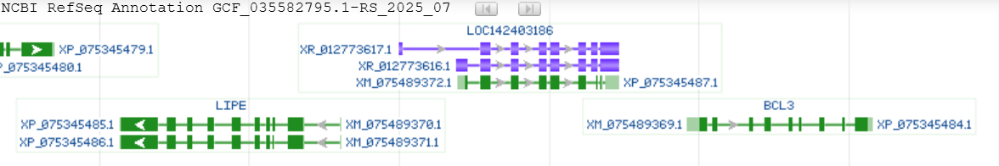 NCBI RefSeq Annotation GCF_035582795.1-RS_2025_07
LOC142403186
XP_075345479.1 XR_012773617.1
P_075345480.1 XR_012773616.1
XM_075489372.1 XP_075345487.1
LIPE BCL3
XP_075345485.1 XM_075489370.1 XM_075489369.1 XP_075345484.1
XP_075345486.1 XM_075489371.1